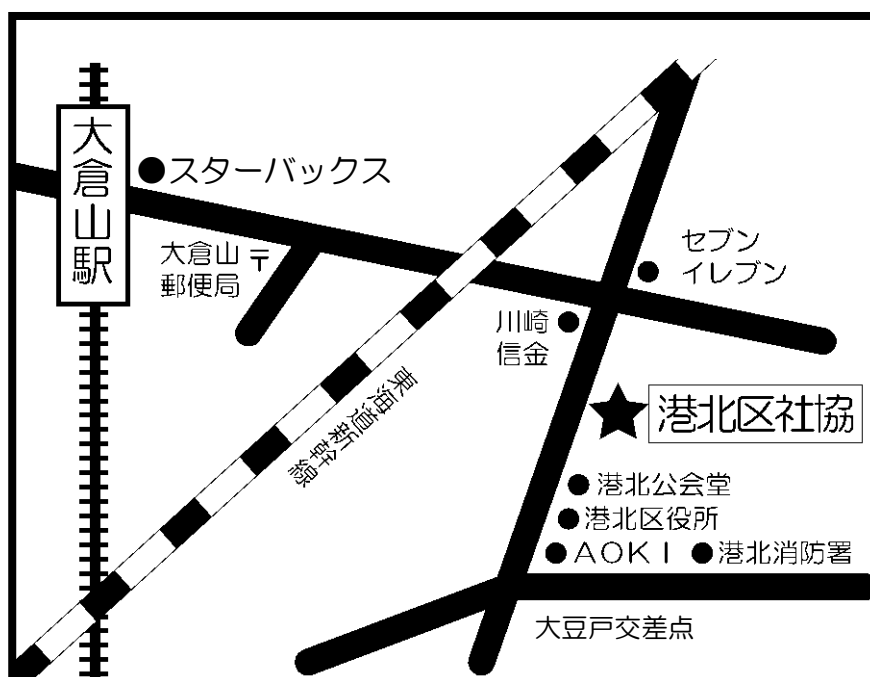 大倉山駅
スターバックス
大倉山
郵便局
〒
セブン
イレブン
川崎
信金
東海道新幹線
港北区社協
港北公会堂
港北区役所
AOKI
港北消防署
大豆戸交差点